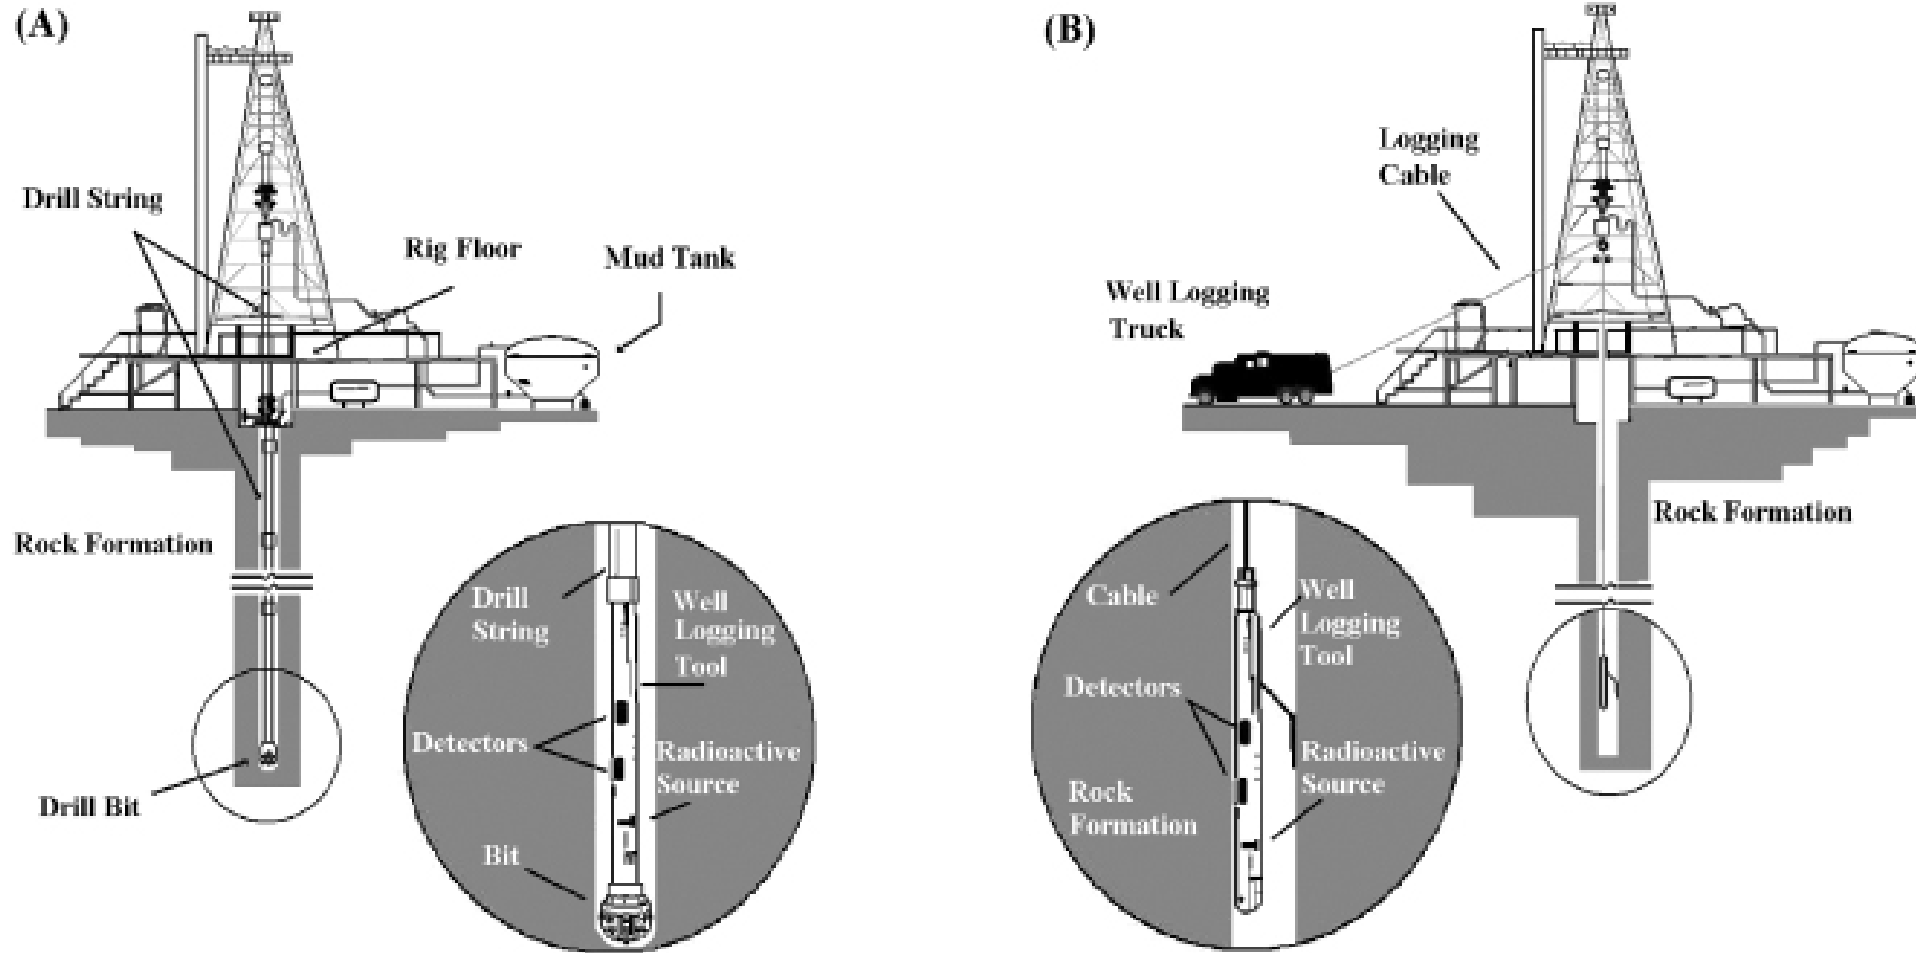 (A)
Drill String
Rig Floor
Mud Tank
Rock Formation
Drill Bit
Drill
String
Well
Logging
Tool
Detectors
Radioactive
Source
Bit
(B)
Logging
Cable
Well Logging
Truck
Rock Formation
Cable
Well
Logging
Tool
Detectors
Radioactive
Source
Rock
Formation